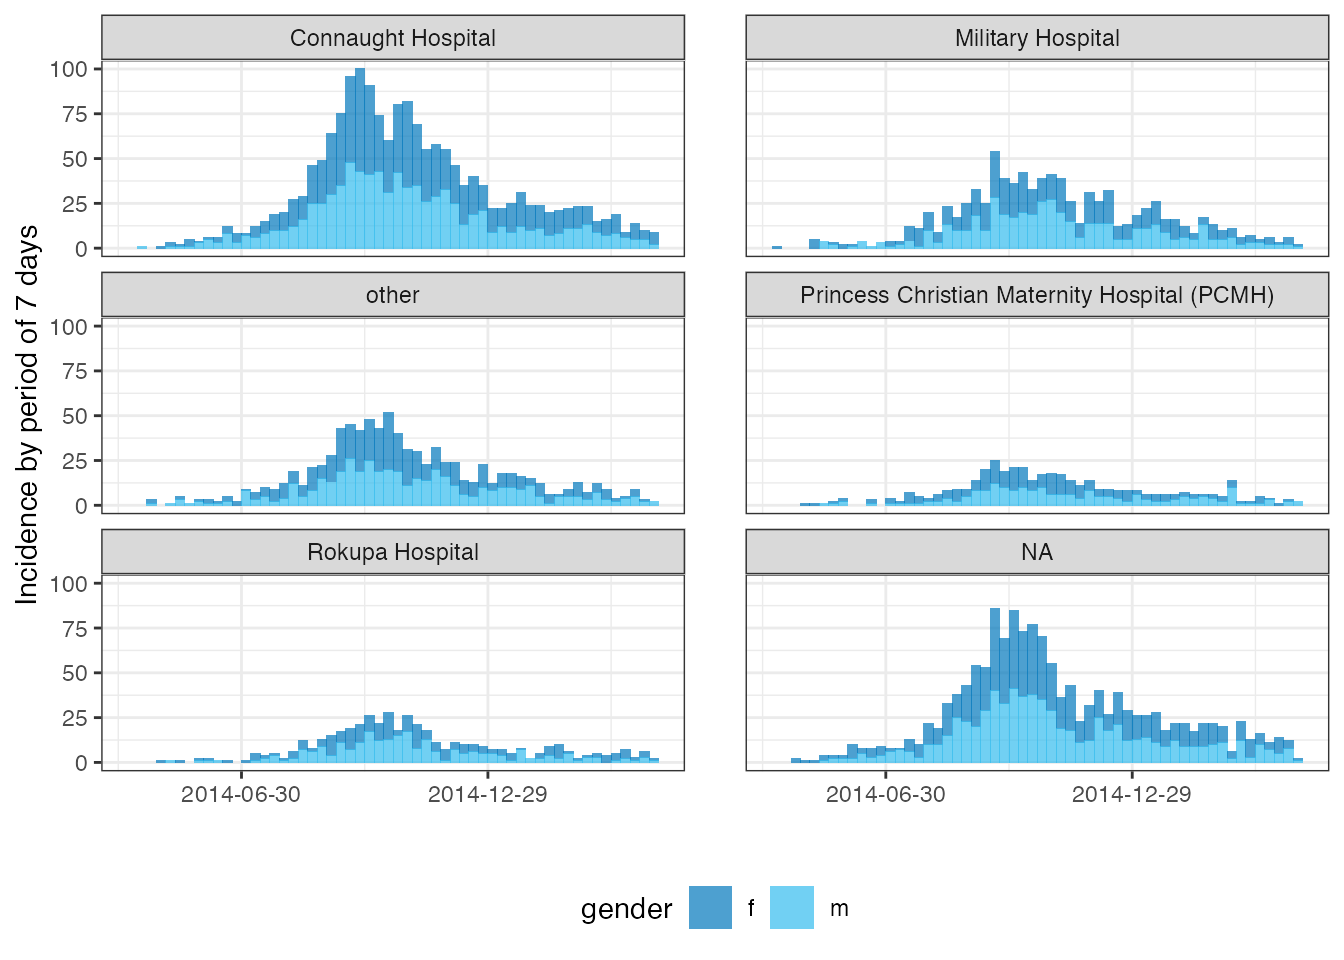 Connaught Hospital
Military Hospital
100
75
50
25
0
other
Princess Christian Maternity Hospital (PCMH)
100
75
50
25
0
Rokupa Hospital
NA
100
75
50
25
0
2014-06-30
2014-12-29
2014-06-30
2014-12-29
Incidence by period of 7 days
gender f m